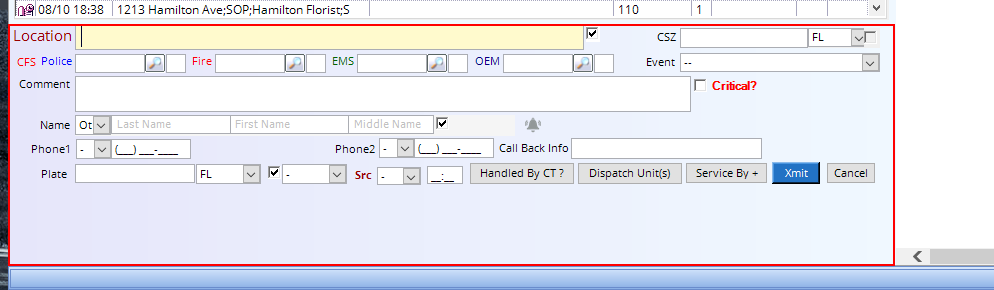 08/10 18:38 1213 Hamilton Ave;SOP;Hamilton Florist;S 110 1
Location CSZ FL
CFS Police Fire EMS OEM Event --
Comment Critical?
Name Ot Last Name First Name Middle Name
Phone1 - (___) ___-____ Phone2 - (___) ___-____ Call Back Info
Plate FL - Src - __:__ Handled By CT ? Dispatch Unit(s) Service By + Xmit Cancel